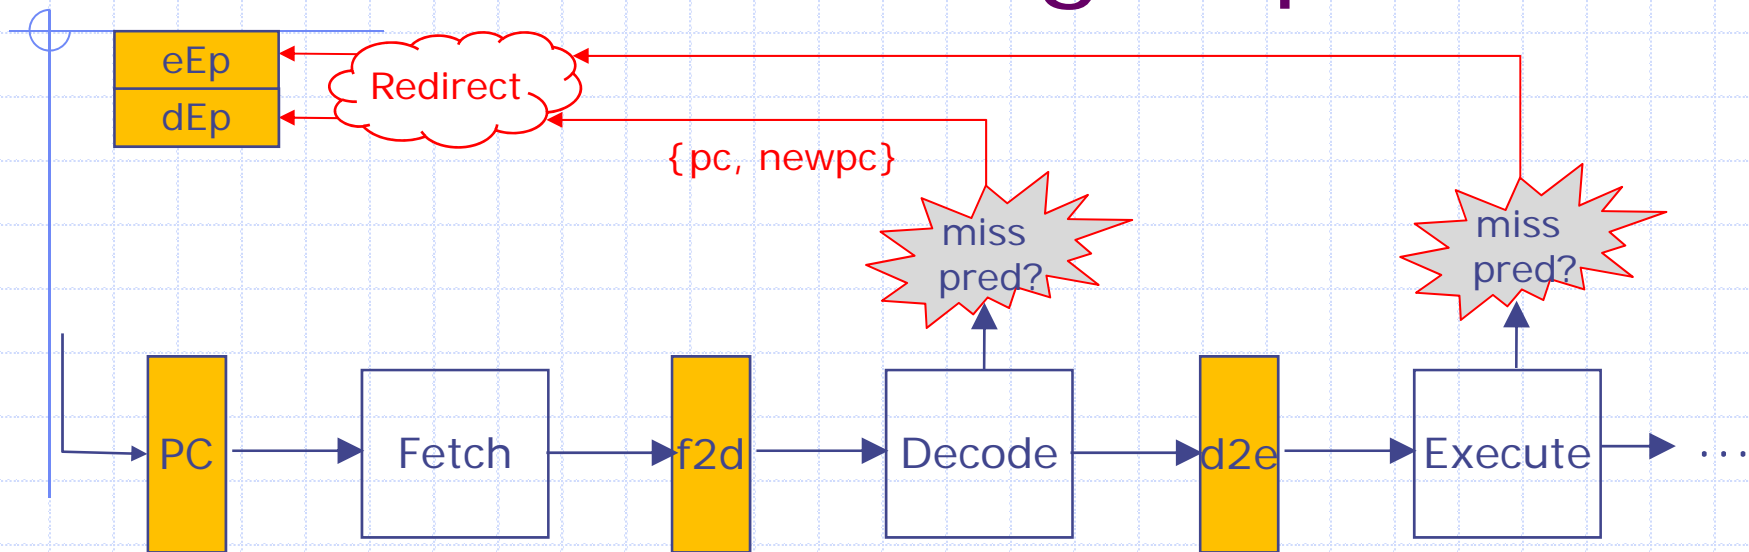 eEp
dEp
Redirect
{pc, newpc}
miss
pred?
miss
pred?
PC
Fetch
f2d
Decode
d2e
Execute
...